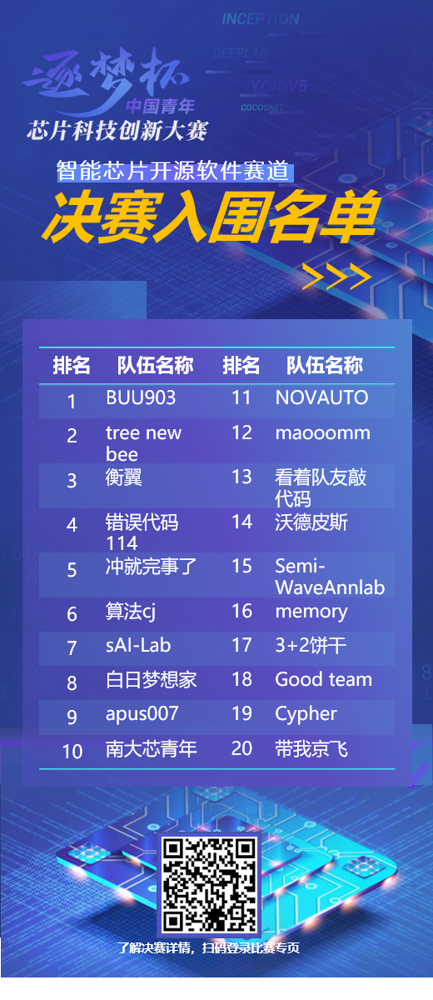 INCEPTION
DEEPLAB
YOlOV5
COCOSNET
逐梦杯
中国青年
芯片科技创新大赛
智能芯片开源软件赛道
决赛入围名单
>>>
排名 队伍名称 排名 队伍名称
1 BUU903 11 NOVAUTO
2 tree new 12 maooomm
bee
3 衡翼 13 看着队友敲
代码
4 错误代码 14 沃德皮斯
114
5 冲就完事了 15 Semi-
WaveAnnlab
6 算法cj 16 memory
7 sAI-Lab 17 3+2饼干
8 白日梦想家 18 Good team
9 apus007 19 Cypher
10 南大芯青年 20 带我京飞
了解决赛详情，扫码登录比赛专页